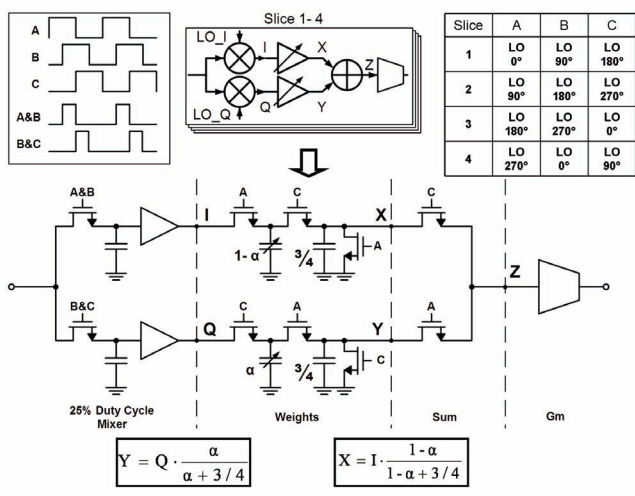 Slice 1- 4
A
B
C
A&B
B&C
LO_I
I
X
Z
LO_Q
Q
Y
Slice A B C
1 LO 0° LO 90° LO 180°
2 LO 90° LO 180° LO 270°
3 LO 180° LO 270° LO 0°
4 LO 270° LO 0° LO 90°
A&B
I
A
C
X
C
1- α
3/4
A
Z
B&C
Q
C
A
Y
A
α
3/4
C
25% Duty Cycle
Mixer
Weights
Sum
Gm
Y = Q · α / α + 3 / 4
X = I · 1 - α / 1 - α + 3 / 4